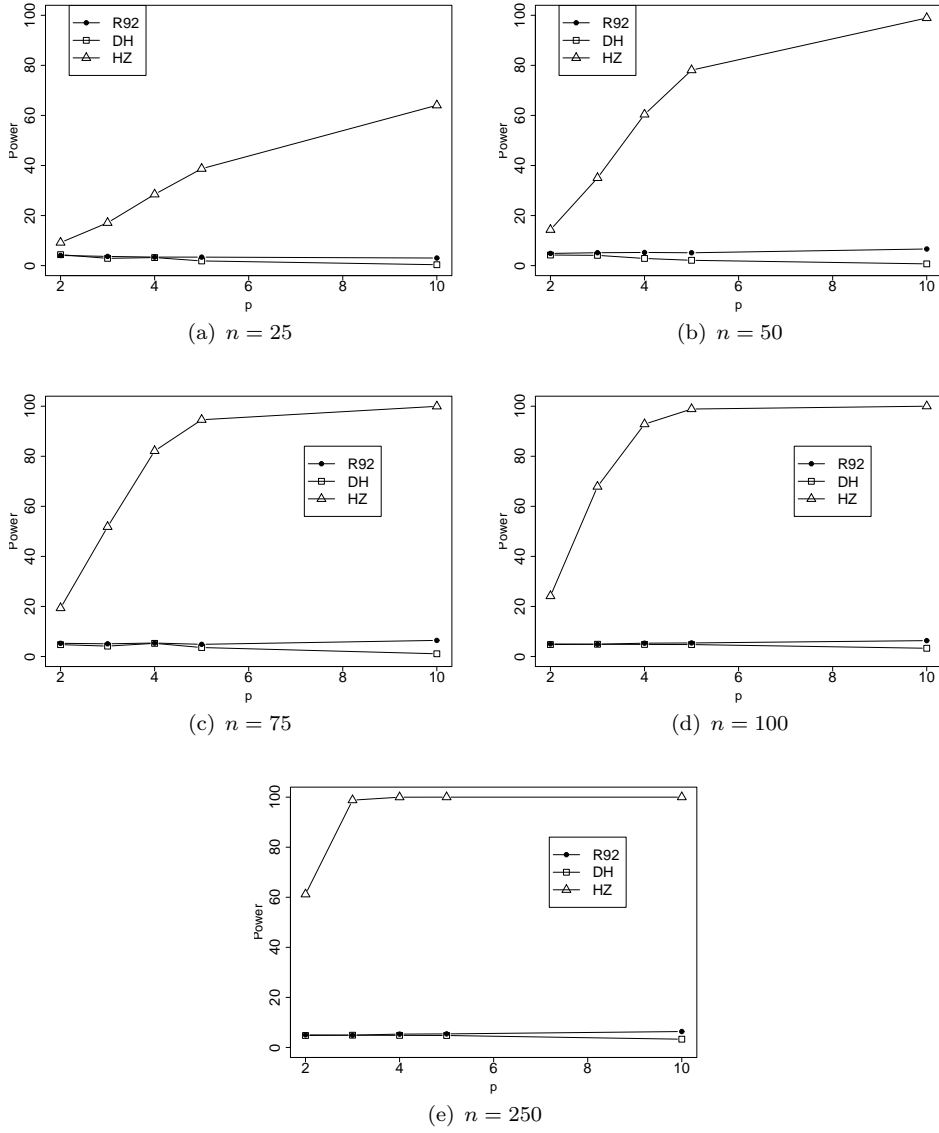 100
80
60
40
20
0
Power
R92
DH
HZ
2 4 6 8 10
p
(a) n = 25
100
80
60
40
20
0
Power
R92
DH
HZ
2 4 6 8 10
p
(b) n = 50
100
80
60
40
20
0
Power
R92
DH
HZ
2 4 6 8 10
p
(c) n = 75
100
80
60
40
20
0
Power
R92
DH
HZ
2 4 6 8 10
p
(d) n = 100
100
80
60
40
20
0
Power
R92
DH
HZ
2 4 6 8 10
p
(e) n = 250